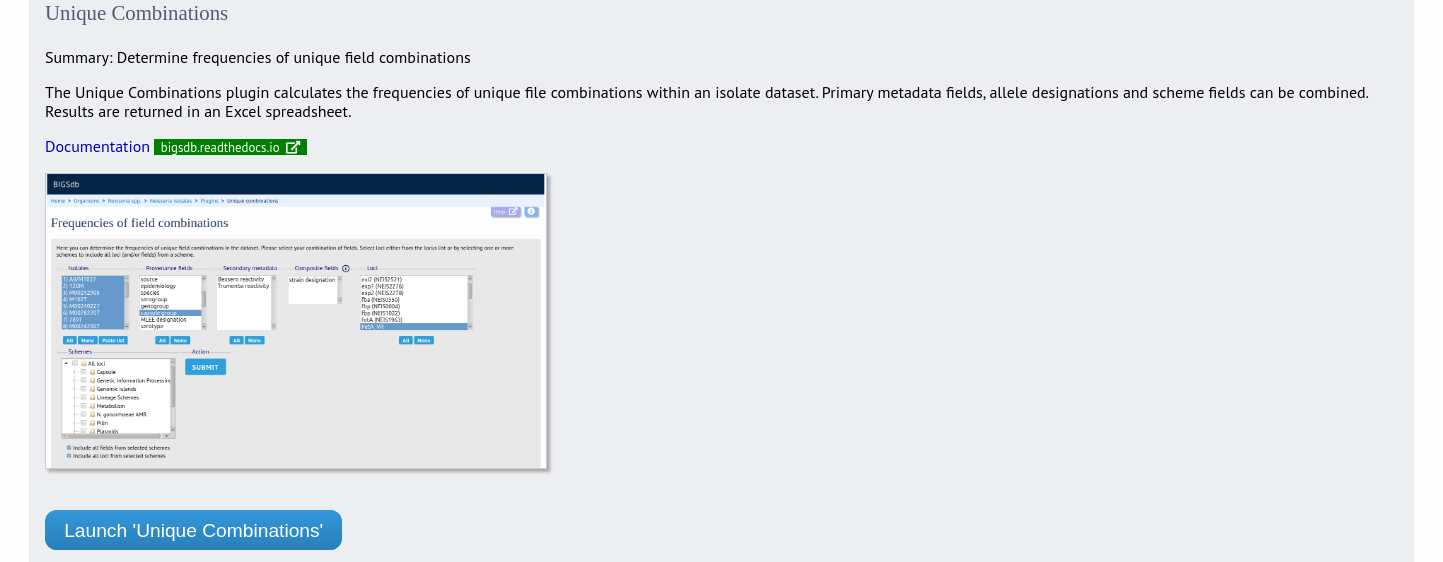 Unique Combinations
Summary: Determine frequencies of unique field combinations
The Unique Combinations plugin calculates the frequencies of unique file combinations within an isolate dataset. Primary metadata fields, allele designations and scheme fields can be combined.
Results are returned in an Excel spreadsheet.
Documentation bigsdb.readthedocs.io
BIGSdb
Home > Organisms > Neisseria spp. > Neisseria isolates > Plugins > Unique combinations
Help
Frequencies of field combinations
Here you can determine the frequencies of unique field combinations in the dataset. Please select your combination of fields. Select loci either from the locus list or by selecting one or more
schemes to include all loci (and/or fields) from a scheme.
Isolates Provenance fields Secondary metadata Composite fields Loci
1) A4/M1027 source Bexsero reactivity strain designation exl2 (NEIS2521)
2) 120M epidemiology Trumenba reactivity exp1 (NEIS2276)
3) M00242905 species exp2 (NEIS2278)
4) M1027 serogroup fba (NEIS0350)
5) M00240227 genogroup fbp (NEIS0004)
6) M00282207 capsule group fbp (NEIS1022)
7) 7891 MLEE designation fetA (NEIS1963)
8) M00242007 serotype FetA_VR
All None Paste list All None All None All None
Schemes Action
All loci SUBMIT
Capsule
Genetic Information Processin
Genomic islands
Lineage Schemes
Metabolism
N. gonorrhoeae AMR
Pilin
Plasmids
Include all fields from selected schemes
Include all loci from selected schemes
Launch 'Unique Combinations'